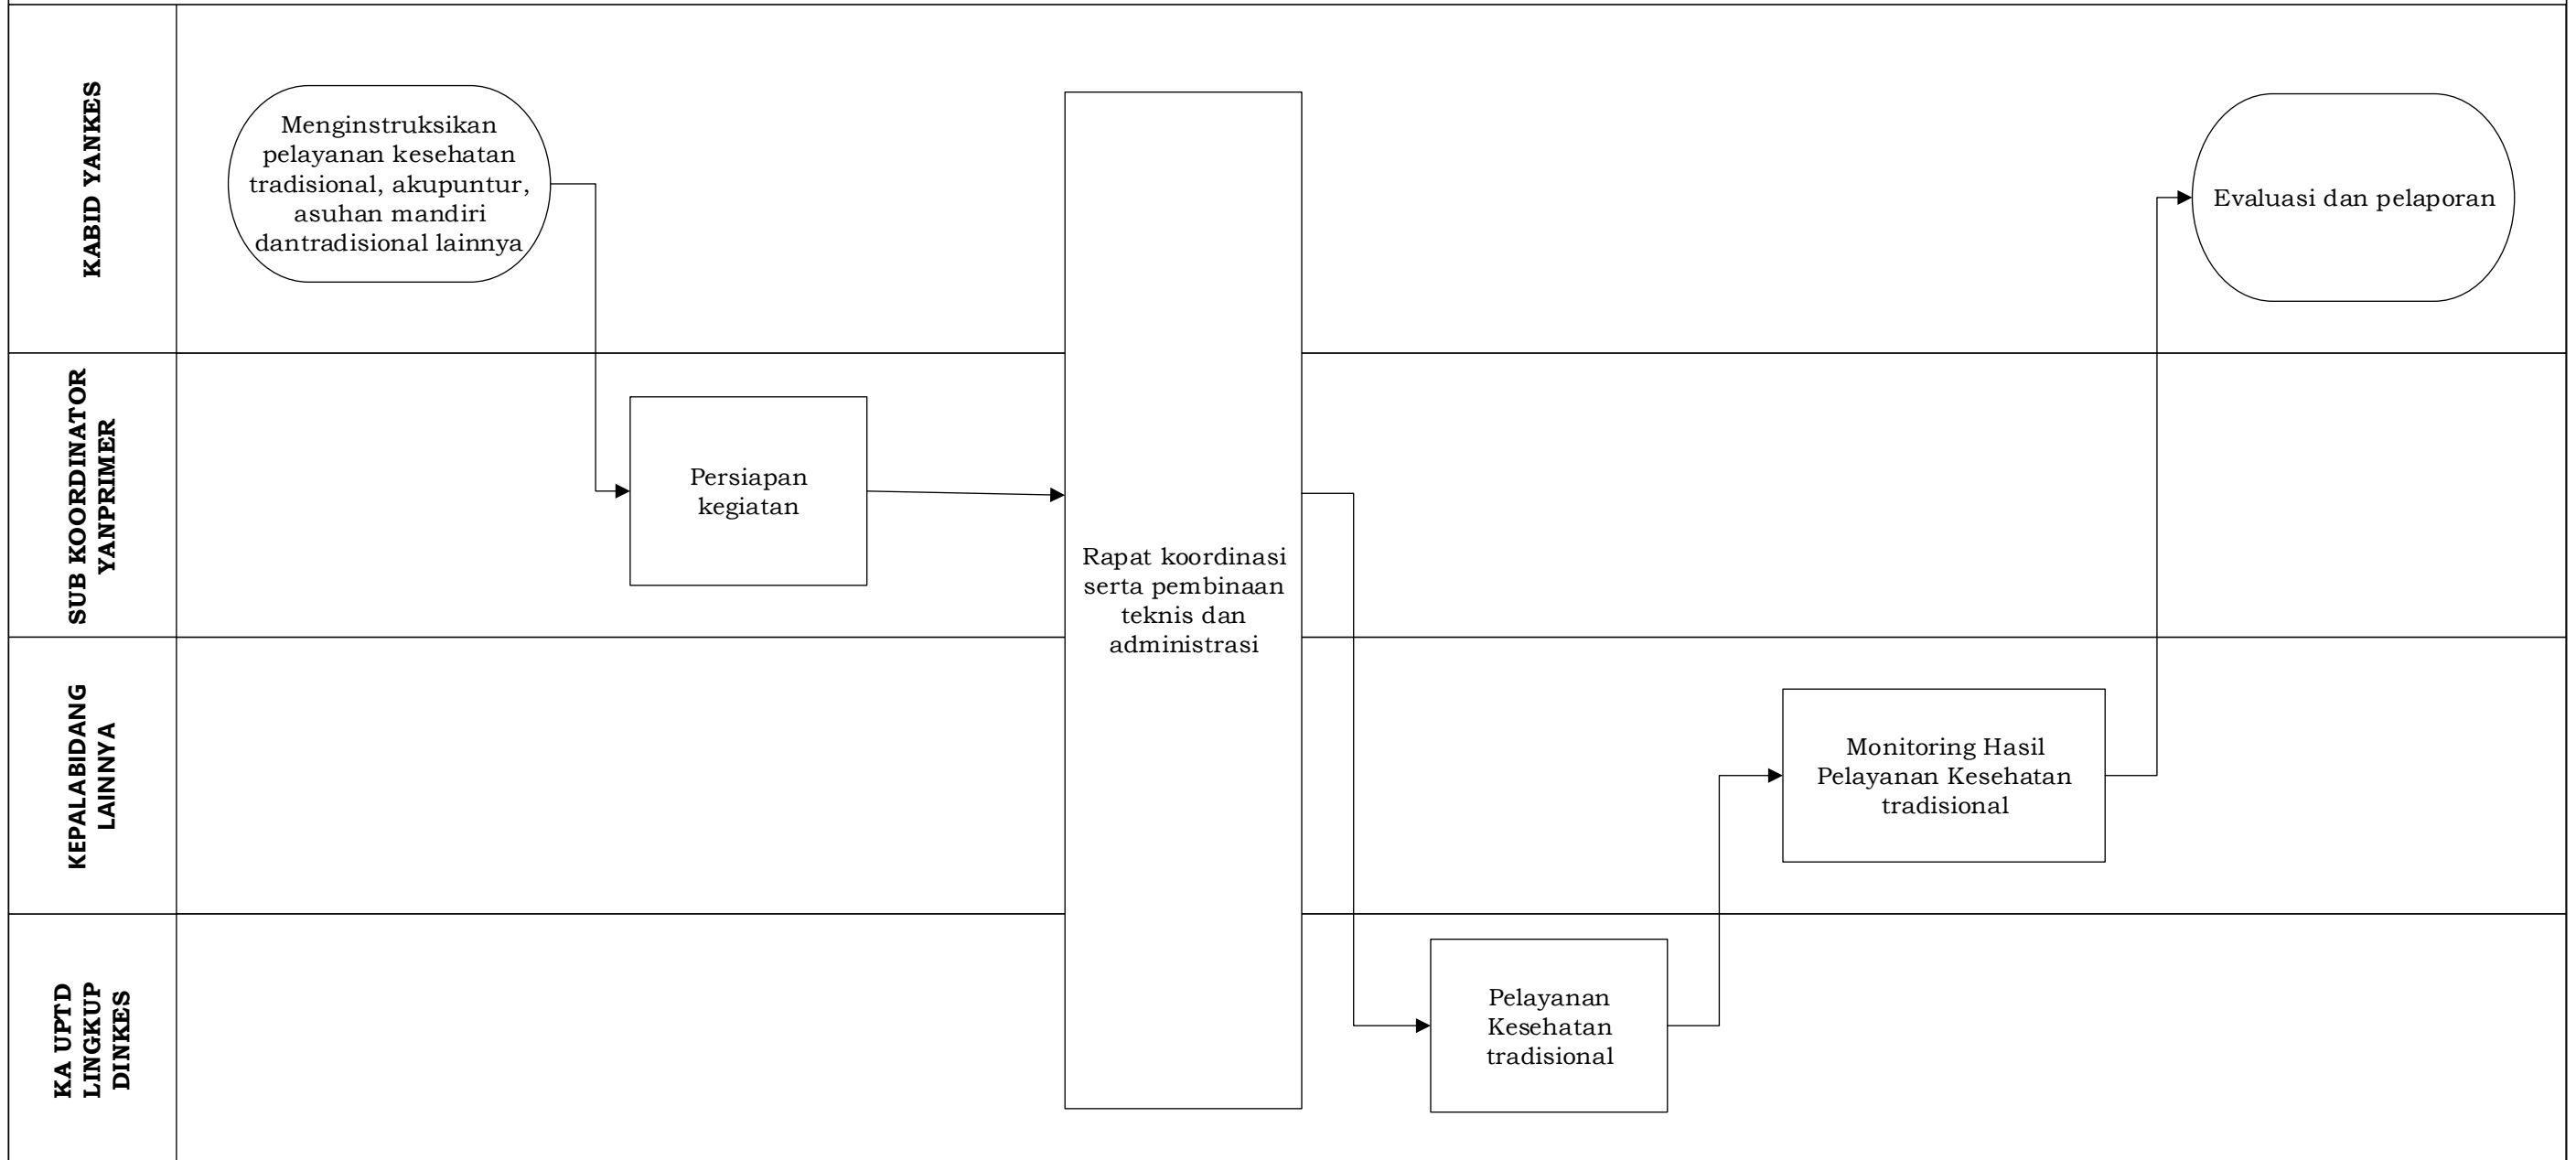 KABID YANKES
Menginstruksikan
pelayanan kesehatan
tradisional, akupuntur,
asuhan mandiri
dantradisional lainnya
Evaluasi dan pelaporan
SUB KOORDINATOR
YANPRIMER
Persiapan
kegiatan
Rapat koordinasi
serta pembinaan
teknis dan
administrasi
KEPALABIDANG
LAINNYA
Monitoring Hasil
Pelayanan Kesehatan
tradisional
KA UPTD
LINGKUP
DINKES
Pelayanan
Kesehatan
tradisional